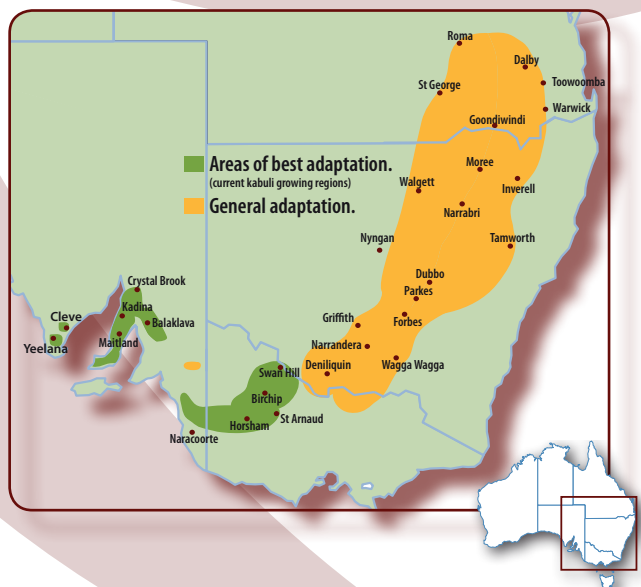 Roma
Dalby
St George
Toowoomba
Warwick
Goondiwindi
Areas of best adaptation.
(current kabuli growing regions)
General adaptation.
Moree
Walgett
Inverell
Narrabri
Nyngan
Tamworth
Dubbo
Parkes
Crystal Brook
Kadina
Balaklava
Cleve
Yeelana
Maitland
Griffith
Forbes
Narrandera
Wagga Wagga
Deniliquin
Swan Hill
Birchip
St Arnaud
Horsham
Naracoorte